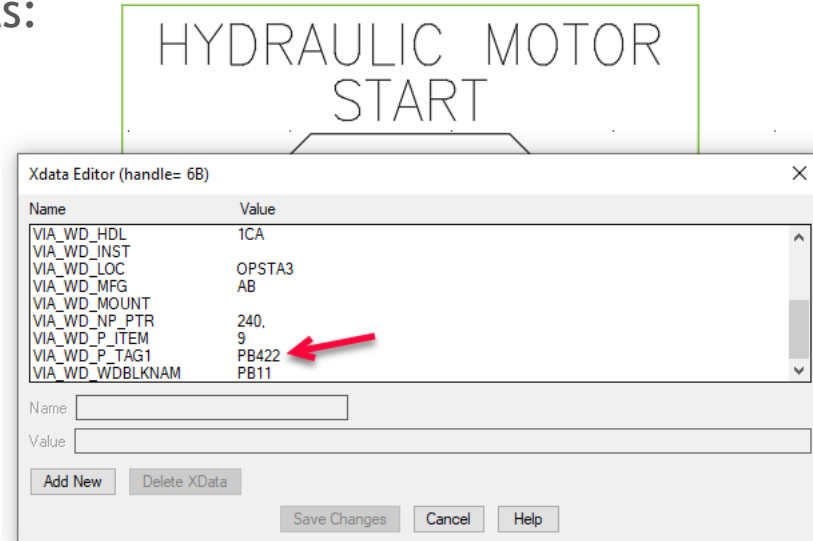 s:
HYDRAULIC MOTOR
START
Xdata Editor (handle= 6B)
Name Value
VIA_WD_HDL 1CA
VIA_WD_INST
VIA_WD_LOC OPSTA3
VIA_WD_MFG AB
VIA_WD_MOUNT
VIA_WD_NP_PTR 240,
VIA_WD_P_ITEM 9
VIA_WD_P_TAG1 PB422
VIA_WD_WDBLKNAM PB11
Name
Value
Add New Delete XData
Save Changes Cancel Help